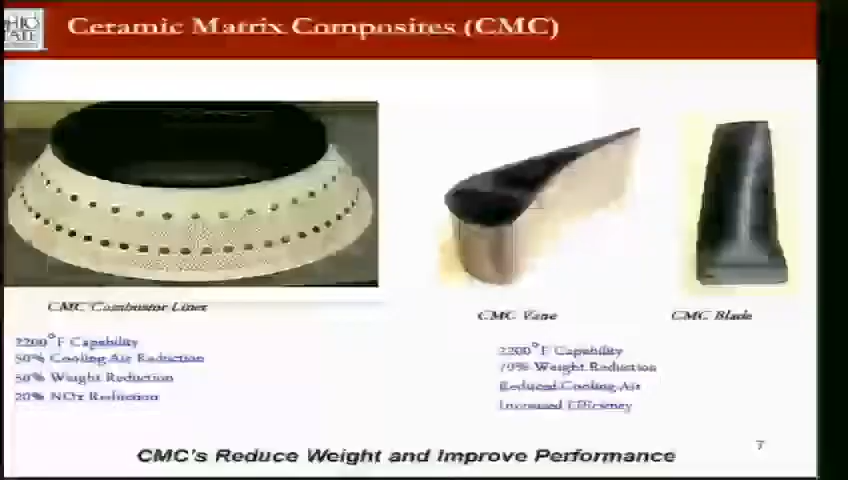 OHIO
STATE
Ceramic Matrix Composites (CMC)
CMC Combustor Liner
2200°F Capability
50% Cooling Air Reduction
50% Weight Reduction
20% NOx Reduction
CMC Vane
CMC Blade
2200°F Capability
70% Weight Reduction
Reduced Cooling Air
Increased Efficiency
CMC's Reduce Weight and Improve Performance
7